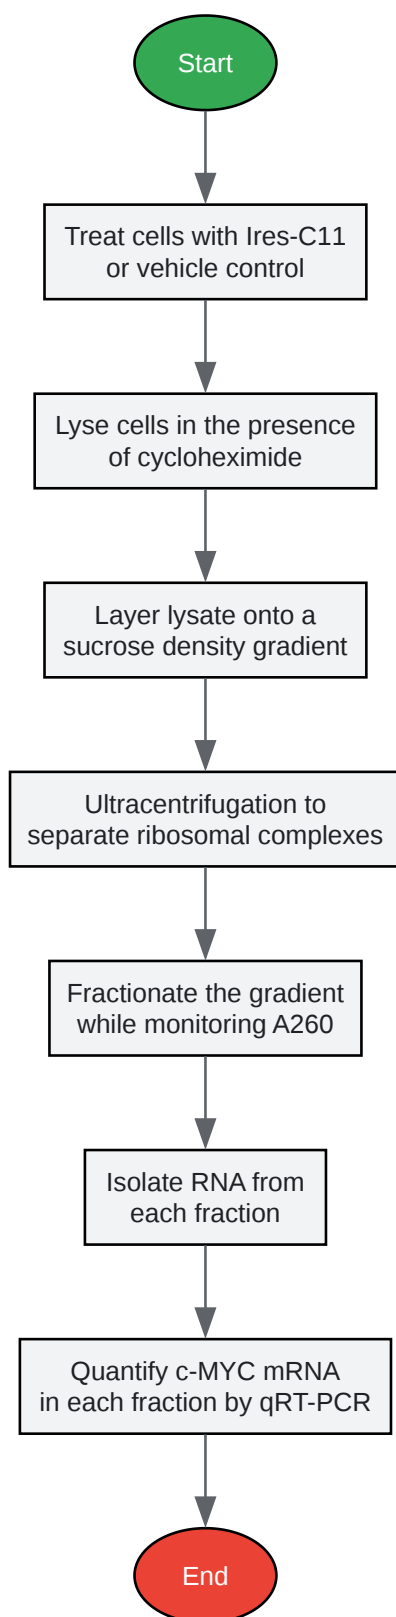 Start
Treat cells with Ires-C11
or vehicle control
Lyse cells in the presence
of cycloheximide
Layer lysate onto a
sucrose density gradient
Ultracentrifugation to
separate ribosomal complexes
Fractionate the gradient
while monitoring A260
Isolate RNA from
each fraction
Quantify c-MYC mRNA
in each fraction by qRT-PCR
End